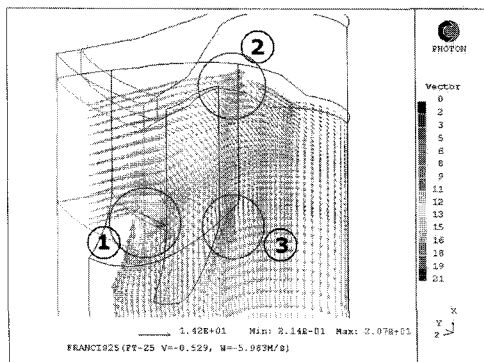 2
PHOTON
Vector
0
2
3
5
6
8
9
11
12
13
15
16
18
19
21
1
3
X
Y
Z
1.42E+01 Min: 2.14E-01 Max: 2.07E+01
FRANCIS25(FT-25 V=-0.529, W=-5.983M/S)